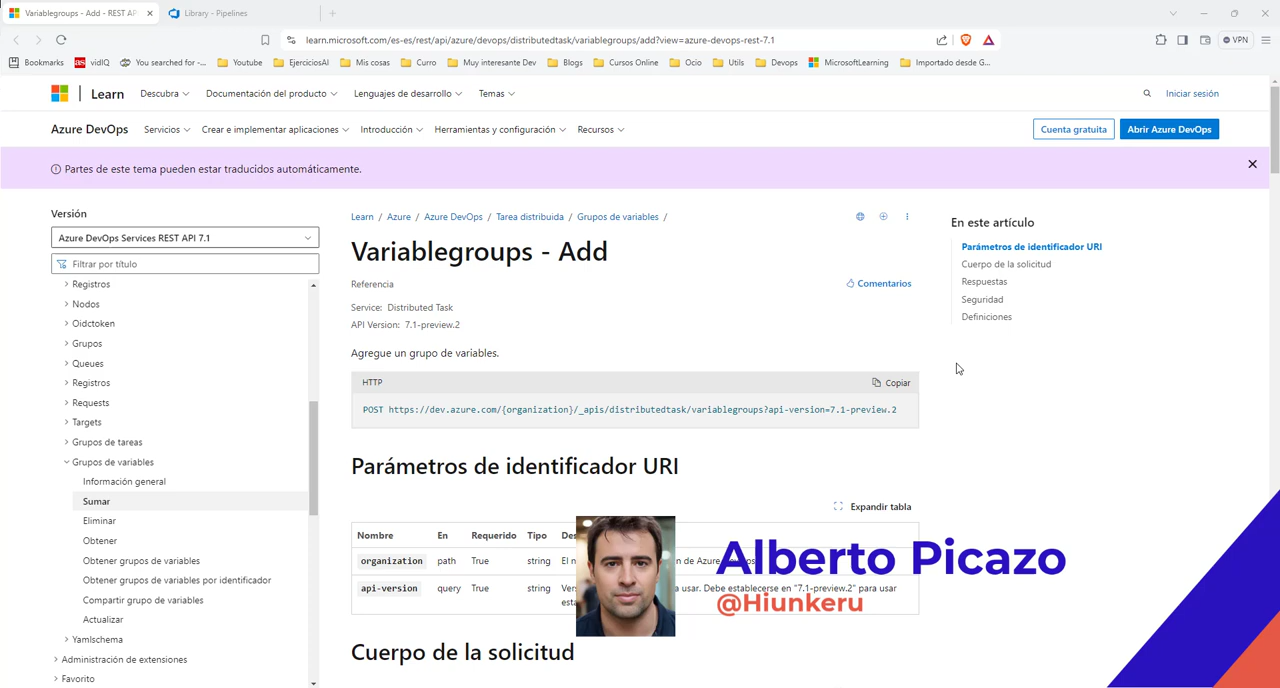 Variablegroups - Add - REST API
Library - Pipelines
learn.microsoft.com/es-es/rest/api/azure/devops/distributedtask/variablegroups/add?view=azure-devops-rest-7.1
VPN
Bookmarks
vidIQ
You searched for -...
Youtube
EjerciciosAI
Mis cosas
Curro
Muy interesante Dev
Blogs
Cursos Online
Ocio
Utils
Devops
MicrosoftLearning
Importado desde G...
Learn
Descubra
Documentación del producto
Lenguajes de desarrollo
Temas
Iniciar sesión
Azure DevOps
Servicios
Crear e implementar aplicaciones
Introducción
Herramientas y configuración
Recursos
Cuenta gratuita
Abrir Azure DevOps
Partes de este tema pueden estar traducidos automáticamente.
Versión
Azure DevOps Services REST API 7.1
Filtrar por título
Registros
Nodos
Oidctoken
Grupos
Queues
Registros
Requests
Targets
Grupos de tareas
Grupos de variables
Información general
Sumar
Eliminar
Obtener
Obtener grupos de variables
Obtener grupos de variables por identificador
Compartir grupo de variables
Actualizar
Yamlschema
Administración de extensiones
Favorito
Learn / Azure / Azure DevOps / Tarea distribuida / Grupos de variables /
Variablegroups - Add
Referencia
Comentarios
Service: Distributed Task
API Version: 7.1-preview.2
Agregue un grupo de variables.
HTTP
Copiar
POST https://dev.azure.com/{organization}/_apis/distributedtask/variablegroups?api-version=7.1-preview.2
Parámetros de identificador URI
Expandir tabla
Nombre En Requerido Tipo
organization path True string
api-version query True string a usar. Debe establecerse en "7.1-preview.2" para usar
Cuerpo de la solicitud
En este artículo
Parámetros de identificador URI
Cuerpo de la solicitud
Respuestas
Seguridad
Definiciones
Alberto Picazo
@Hiunkeru